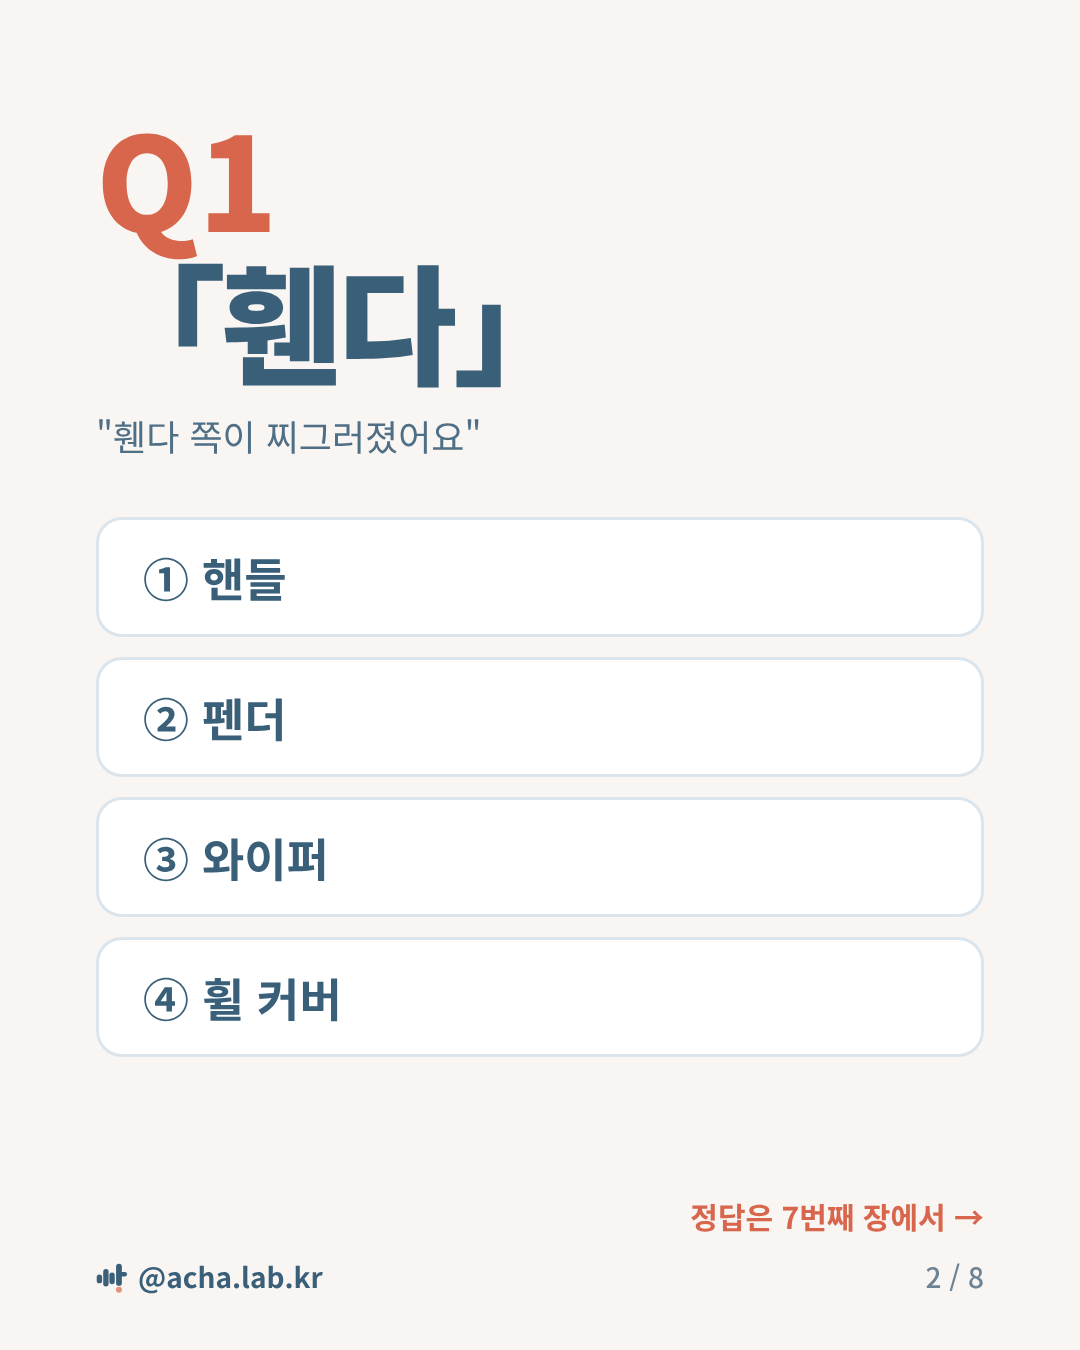 Q1
「휀다」
"휀다 쪽이 찌그러졌어요"
① 핸들
② 펜더
③ 와이퍼
④ 휠 커버
정답은 7번째 장에서 →
@acha.lab.kr
2 / 8